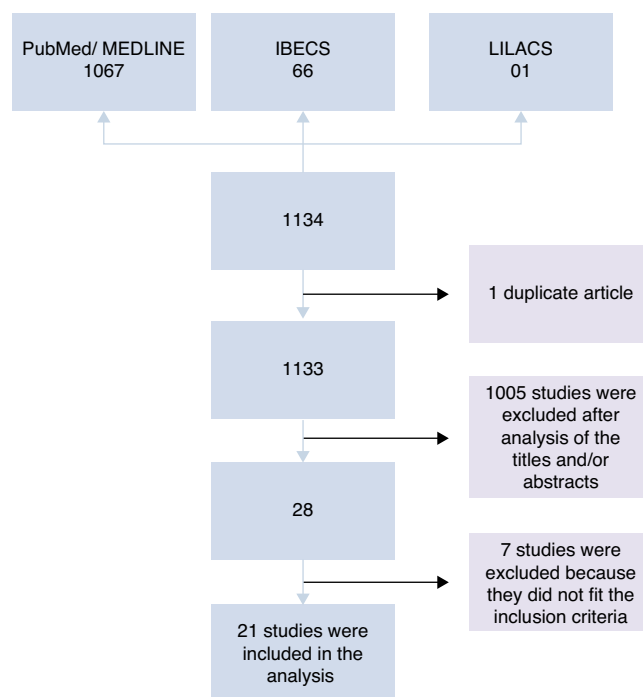 PubMed/ MEDLINE
1067
IBECS
66
LILACS
01
1134
1 duplicate article
1133
1005 studies were
excluded after
analysis of the
titles and/or
abstracts
28
7 studies were
excluded because
they did not fit the
inclusion criteria
21 studies were
included in the
analysis